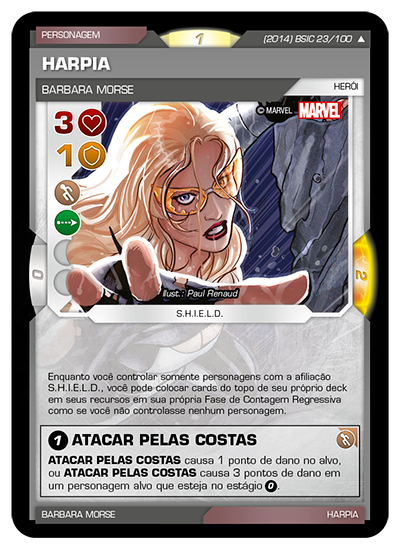 PERSONAGEM
1
(2014) BSIC 23/100 ▲
HARPIA
BARBARA MORSE
HERÓI
3
© MARVEL MARVEL
1
0
2
Illust.: Paul Renaud
S.H.I.E.L.D.
Enquanto você controlar somente personagens com a afiliação
S.H.I.E.L.D., você pode colocar cards do topo de seu próprio deck
em seus recursos em sua própria Fase de Contagem Regressiva
como se você não controlasse nenhum personagem.
1 ATACAR PELAS COSTAS
ATACAR PELAS COSTAS causa 1 ponto de dano no alvo,
ou ATACAR PELAS COSTAS causa 3 pontos de dano em
um personagem alvo que esteja no estágio 0.
BARBARA MORSE
HARPIA